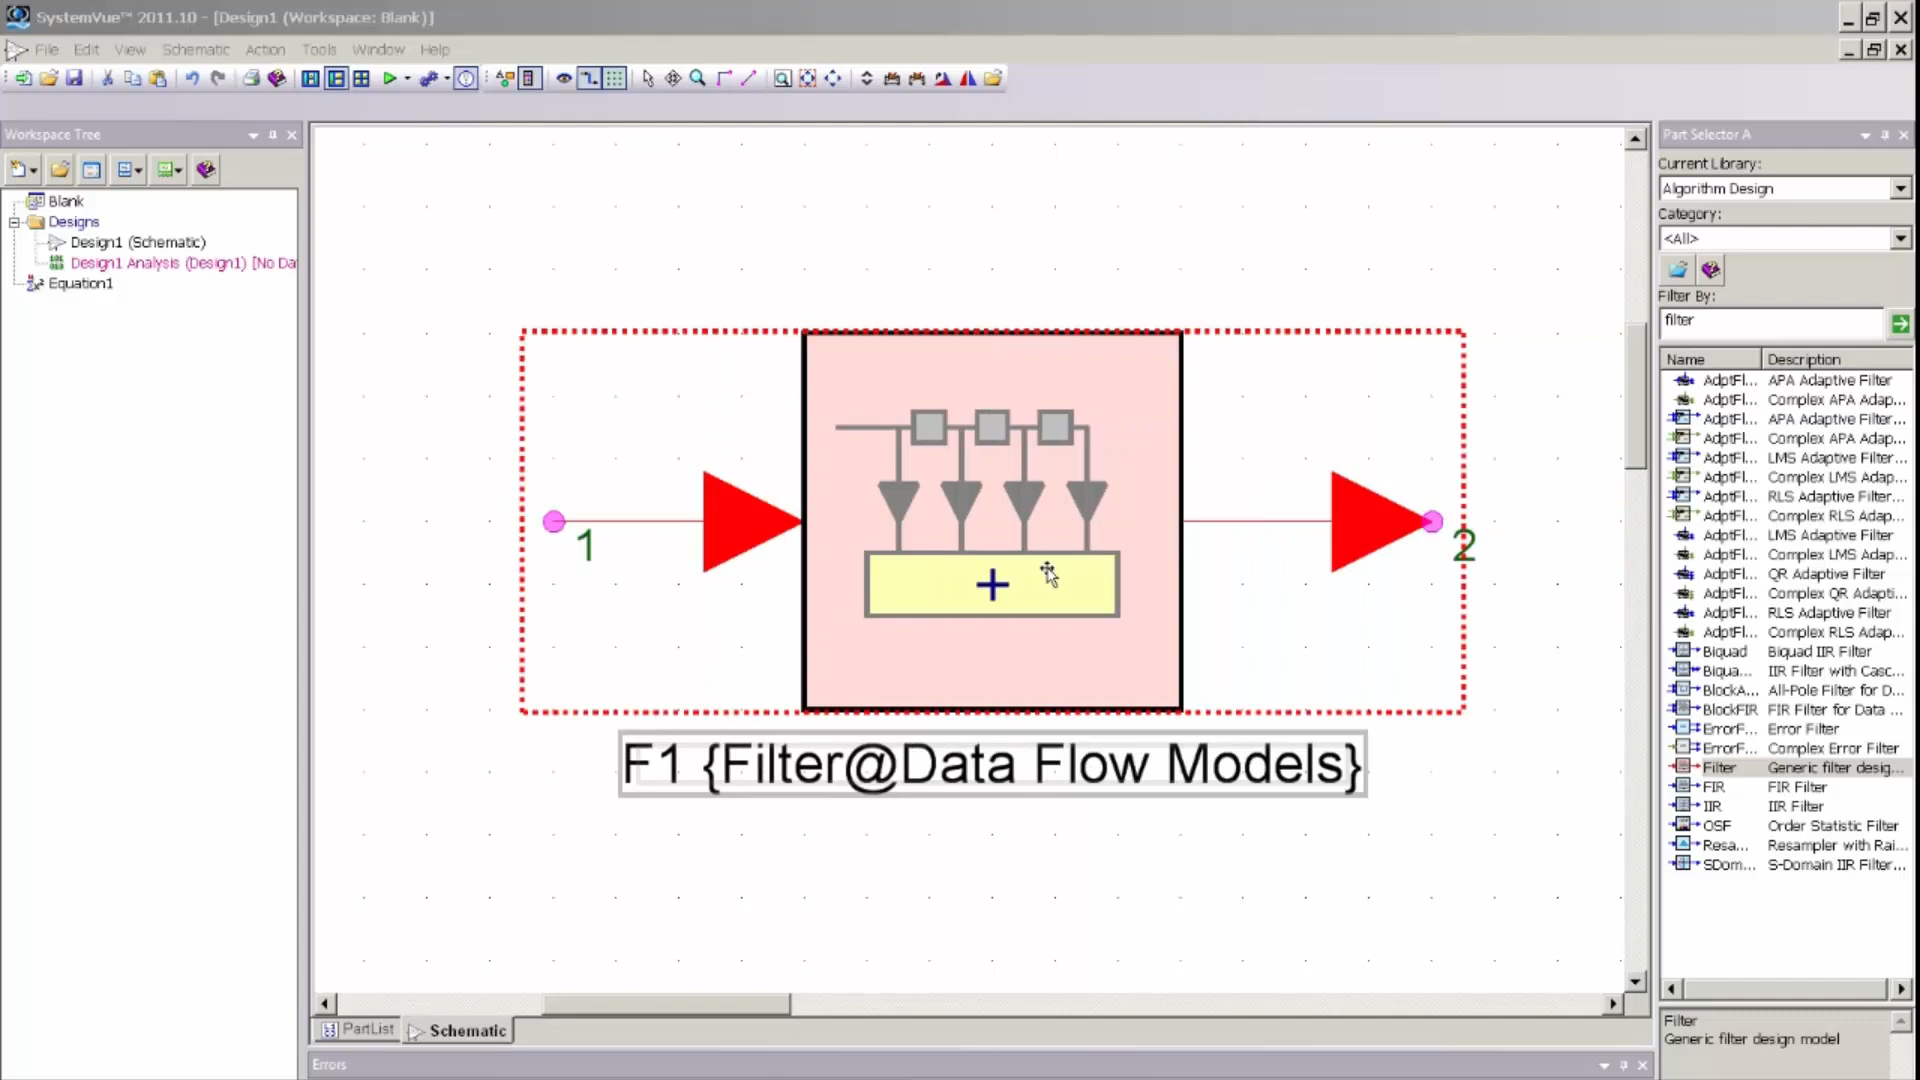 SystemVue™ 2011.10 - [Design1 (Workspace: Blank)]
File Edit View Schematic Action Tools Window Help
Workspace Tree
Blank
Designs
Design1 (Schematic)
Design1 Analysis (Design1) [No Da
Equation1
1
2
+
F1 {Filter@Data Flow Models}
PartList Schematic
Errors
Part Selector A
Current Library:
Algorithm Design
Category:
<All>
Filter By:
filter
Name Description
AdptFl... APA Adaptive Filter
AdptFl... Complex APA Adap...
AdptFl... APA Adaptive Filter...
AdptFl... Complex APA Adap...
AdptFl... LMS Adaptive Filter...
AdptFl... Complex LMS Adap...
AdptFl... RLS Adaptive Filter...
AdptFl... Complex RLS Adap...
AdptFl... LMS Adaptive Filter
AdptFl... Complex LMS Adap...
AdptFl... QR Adaptive Filter
AdptFl... Complex QR Adapti...
AdptFl... RLS Adaptive Filter
AdptFl... Complex RLS Adap...
Biquad Biquad IIR Filter
Biqua... IIR Filter with Casc...
BlockA... All-Pole Filter for D...
BlockFIR FIR Filter for Data ...
ErrorF... Error Filter
ErrorF... Complex Error Filter
Filter Generic filter desig...
FIR FIR Filter
IIR IIR Filter
OSF Order Statistic Filter
Resa... Resampler with Rai...
SDom... S-Domain IIR Filter...
Filter
Generic filter design model